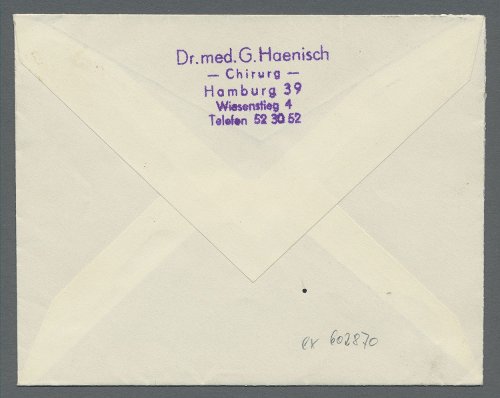 Dr. med. G. Haenisch
— Chirurg —
Hamburg 39
Wiesenstieg 4
Telefon 52 30 52
ex 602870